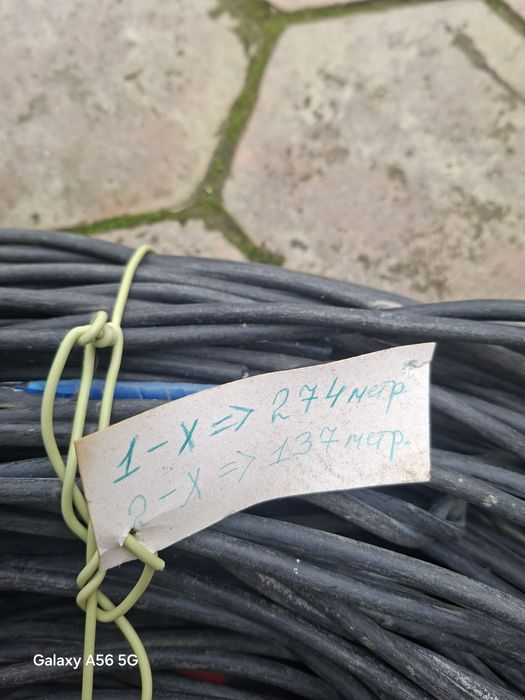 1-X => 274 метр.
2-X => 137 метр.
Galaxy A56 5G